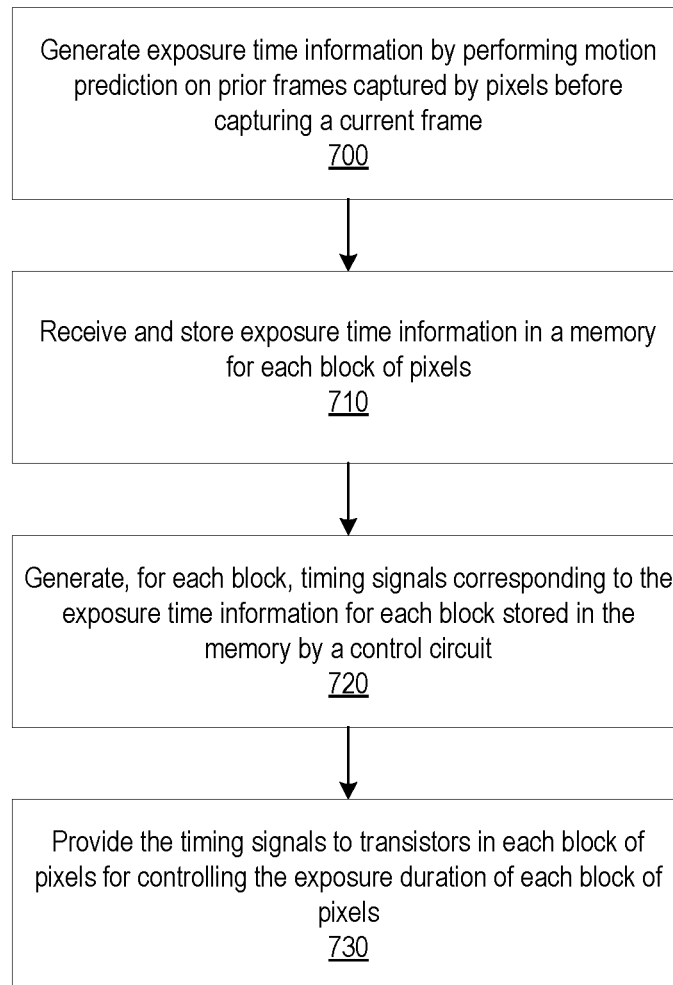 Generate exposure time information by performing motion
prediction on prior frames captured by pixels before
capturing a current frame
700
Receive and store exposure time information in a memory
for each block of pixels
710
Generate, for each block, timing signals corresponding to the
exposure time information for each block stored in the
memory by a control circuit
720
Provide the timing signals to transistors in each block of
pixels for controlling the exposure duration of each block of
pixels
730